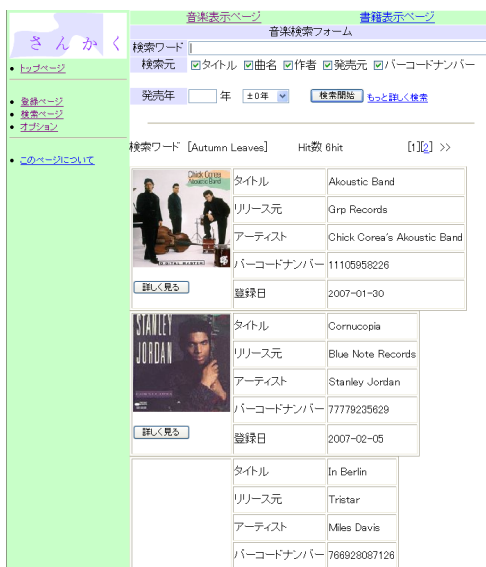 さんかく
トップページ
登録ページ
検索ページ
オプション
このページについて
音楽表示ページ 書籍表示ページ
音楽検索フォーム
検索ワード
検索元 タイトル 曲名 作者 発売元 バーコードナンバー
発売年 年 ±0年 検索開始 もっと詳しく検索
検索ワード [Autumn Leaves] Hit数 6hit [1][2] >>
Chick Corea
Akoustic Band
DIGITAL MASTER
詳しく見る
タイトル Akoustic Band
リリース元 Grp Records
アーティスト Chick Corea's Akoustic Band
バーコードナンバー 11105958226
登録日 2007-01-30
STANLEY
JORDAN
詳しく見る
タイトル Cornucopia
リリース元 Blue Note Records
アーティスト Stanley Jordan
バーコードナンバー 77779235629
登録日 2007-02-05
タイトル In Berlin
リリース元 Tristar
アーティスト Miles Davis
バーコードナンバー 766928087126